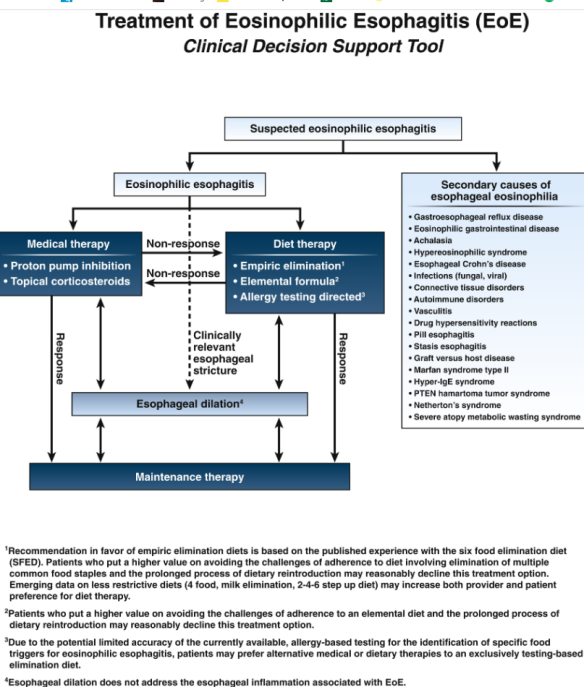 Treatment of Eosinophilic Esophagitis (EoE)
Clinical Decision Support Tool
Suspected eosinophilic esophagitis
Eosinophilic esophagitis
Secondary causes of
esophageal eosinophilia
• Gastroesophageal reflux disease
• Eosinophilic gastrointestinal disease
• Achalasia
• Hypereosinophilic syndrome
• Esophageal Crohn's disease
• Infections (fungal, viral)
• Connective tissue disorders
• Autoimmune disorders
• Vasculitis
• Drug hypersensitivity reactions
• Pill esophagitis
• Stasis esophagitis
• Graft versus host disease
• Marfan syndrome type II
• Hyper-IgE syndrome
• PTEN hamartoma tumor syndrome
• Netherton's syndrome
• Severe atopy metabolic wasting syndrome
Medical therapy
• Proton pump inhibition
• Topical corticosteroids
Non-response
Non-response
Diet therapy
• Empiric elimination¹
• Elemental formula²
• Allergy testing directed³
Response
Clinically
relevant
esophageal
stricture
Response
Esophageal dilation⁴
Maintenance therapy
¹Recommendation in favor of empiric elimination diets is based on the published experience with the six food elimination diet
(SFED). Patients who put a higher value on avoiding the challenges of adherence to diet involving elimination of multiple
common food staples and the prolonged process of dietary reintroduction may reasonably decline this treatment option.
Emerging data on less restrictive diets (4 food, milk elimination, 2-4-6 step up diet) may increase both provider and patient
preference for diet therapy.
²Patients who put a higher value on avoiding the challenges of adherence to an elemental diet and the prolonged process of
dietary reintroduction may reasonably decline this treatment option.
³Due to the potential limited accuracy of the currently available, allergy-based testing for the identification of specific food
triggers for eosinophilic esophagitis, patients may prefer alternative medical or dietary therapies to an exclusively testing-based
elimination diet.
⁴Esophageal dilation does not address the esophageal inflammation associated with EoE.